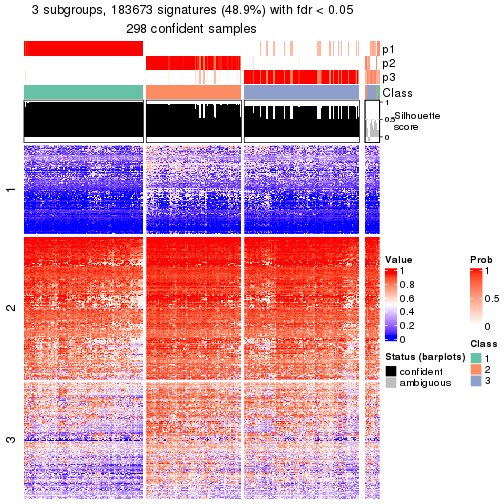 3 subgroups, 183673 signatures (48.9%) with fdr < 0.05
298 confident samples
p1
p2
p3
Class
1
0.5
0
Silhouette
score
1
2
3
Value
1
0.8
0.6
0.4
0.2
0
Prob
1
0.5
0
Status (barplots)
confident
ambiguous
Class
1
2
3